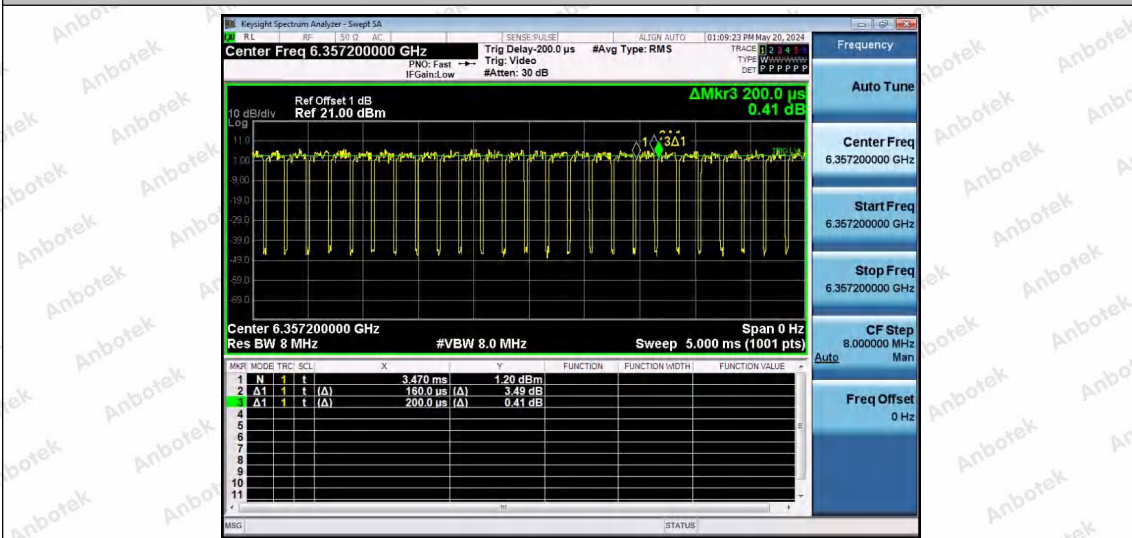 Keysight Spectrum Analyzer - Swept SA
RL RF 50 Ω AC SENSE:PULSE ALIGN AUTO 01:09:23 PM May 20, 2024
Center Freq 6.357200000 GHz
PNO: Fast
IFGain:Low
Trig Delay-200.0 µs
Trig: Video
#Atten: 30 dB
#Avg Type: RMS
TRACE 1 2 3 4 5 6
TYPE W
DET P P P P P P
ΔMkr3 200.0 µs
0.41 dB
Ref Offset 1 dB
10 dB/div Ref 21.00 dBm
Log
11.0
1.00
-9.00
-19.0
-29.0
-39.0
-49.0
-59.0
-69.0
1
3Δ1
Center 6.357200000 GHz Span 0 Hz
Res BW 8 MHz #VBW 8.0 MHz Sweep 5.000 ms (1001 pts)
MKR MODE TRC SCL X Y FUNCTION FUNCTION WIDTH FUNCTION VALUE
1 N 1 t 3.470 ms 1.20 dBm
2 Δ1 1 t (Δ) 160.0 µs (Δ) 3.49 dB
3 Δ1 1 t (Δ) 200.0 µs (Δ) 0.41 dB
4
5
6
7
8
9
10
11
MSG STATUS
Frequency
Auto Tune
Center Freq
6.357200000 GHz
Start Freq
6.357200000 GHz
Stop Freq
6.357200000 GHz
CF Step
8.000000 MHz
Auto Man
Freq Offset
0 Hz
Anbotek